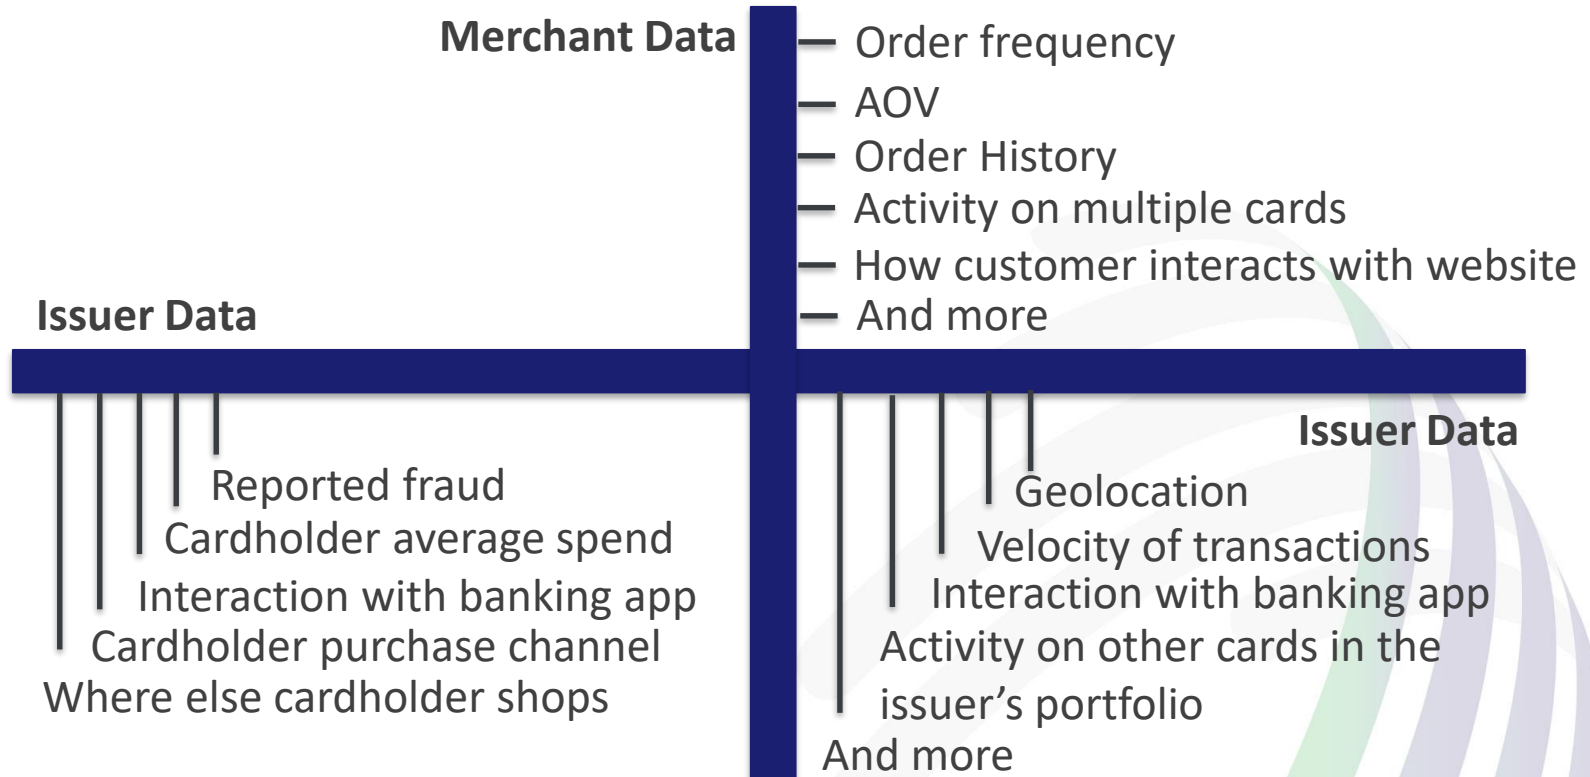 Merchant Data
Order frequency
AOV
Order History
Activity on multiple cards
How customer interacts with website
And more
Issuer Data
Reported fraud
Cardholder average spend
Interaction with banking app
Cardholder purchase channel
Where else cardholder shops
Issuer Data
Geolocation
Velocity of transactions
Interaction with banking app
Activity on other cards in the
issuer’s portfolio
And more